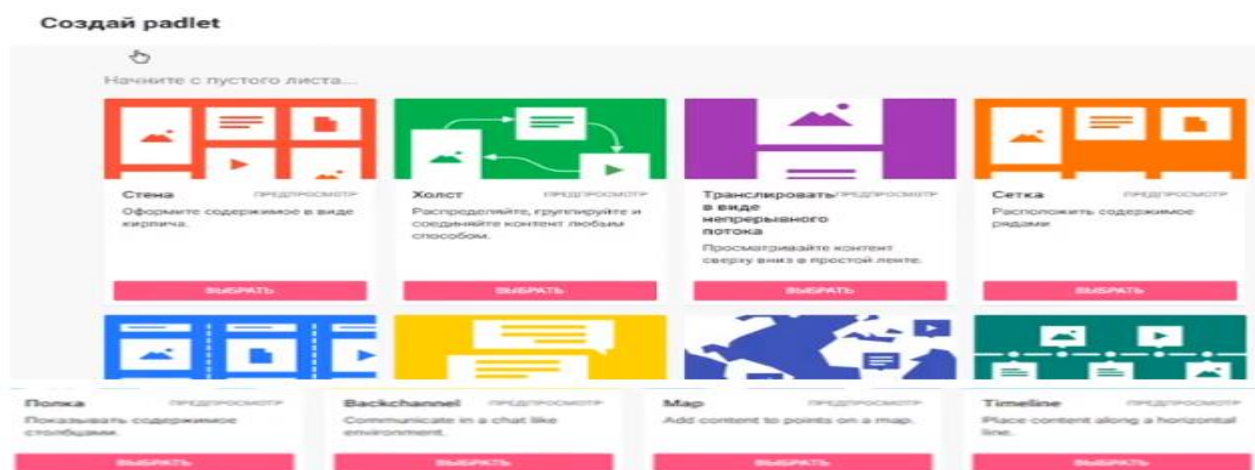 Создай padlet
Начните с пустого листа...
Стена ПРЕДПРОСМОТР
Оформите содержимое в виде
кирпича.
ВЫБРАТЬ
Холст ПРЕДПРОСМОТР
Распределяйте, группируйте и
соединяйте контент любым
способом.
ВЫБРАТЬ
Транслировать ПРЕДПРОСМОТР
в виде
непрерывного
потока
Просматривайте контент
сверху вниз в простой ленте.
ВЫБРАТЬ
Сетка ПРЕДПРОСМОТР
Расположить содержимое
рядами.
ВЫБРАТЬ
Полка ПРЕДПРОСМОТР
Показывать содержимое
столбцами.
ВЫБРАТЬ
Backchannel ПРЕДПРОСМОТР
Communicate in a chat like
environment.
ВЫБРАТЬ
Map ПРЕДПРОСМОТР
Add content to points on a map.
ВЫБРАТЬ
Timeline ПРЕДПРОСМОТР
Place content along a horizontal
line.
ВЫБРАТЬ